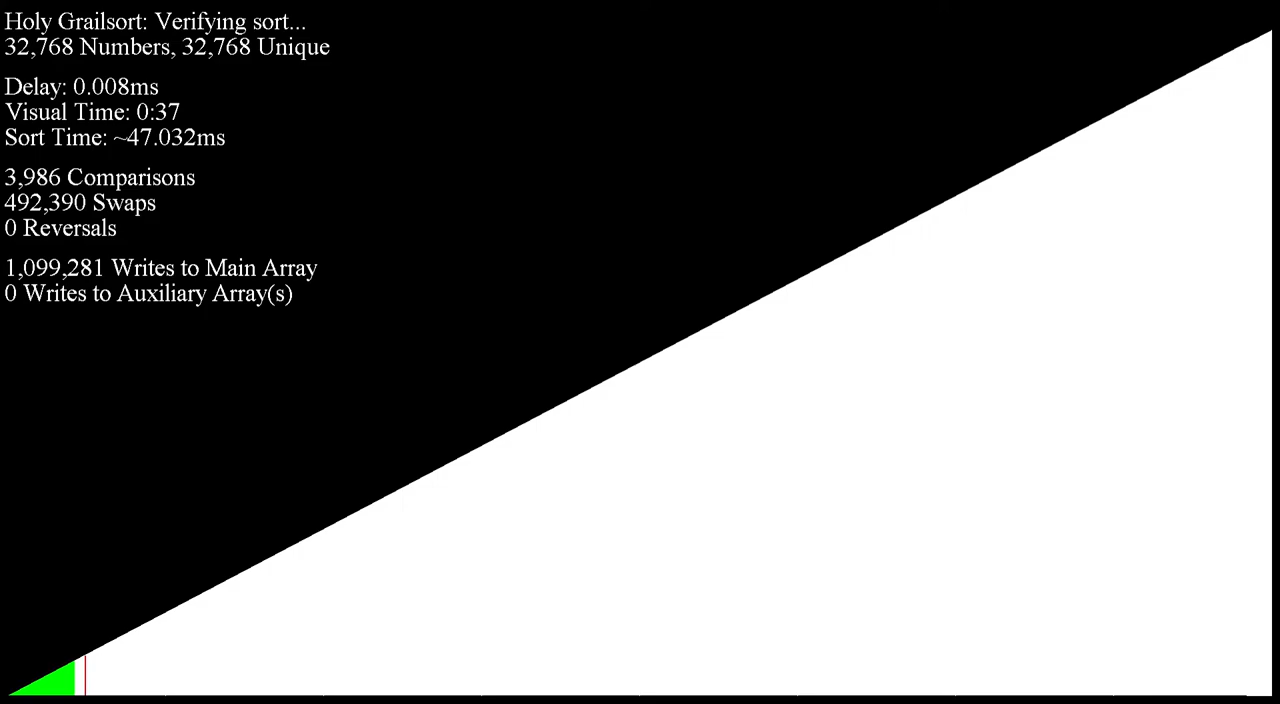 Holy Grailsort: Verifying sort...
32,768 Numbers, 32,768 Unique
Delay: 0.008ms
Visual Time: 0:37
Sort Time: ~47.032ms
3,986 Comparisons
492,390 Swaps
0 Reversals
1,099,281 Writes to Main Array
0 Writes to Auxiliary Array(s)